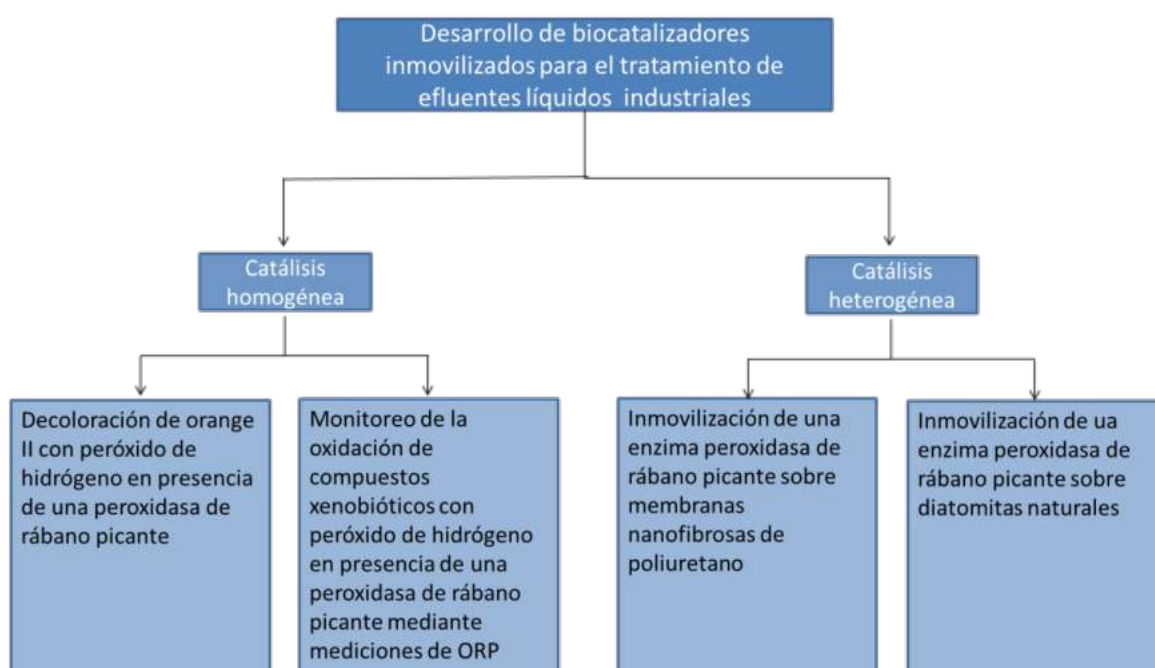 Desarrollo de biocatalizadores
inmovilizados para el tratamiento de
efluentes líquidos industriales
Catálisis
homogénea
Catálisis
heterogénea
Decoloración de orange
II con peróxido de
hidrógeno en presencia
de una peroxidasa de
rábano picante
Monitoreo de la
oxidación de
compuestos
xenobióticos con
peróxido de hidrógeno
en presencia de una
peroxidasa de rábano
picante mediante
mediciones de ORP
Inmovilización de una
enzima peroxidasa de
rábano picante sobre
membranas
nanofibrosas de
poliuretano
Inmovilización de ua
enzima peroxidasa de
rábano picante sobre
diatomitas naturales